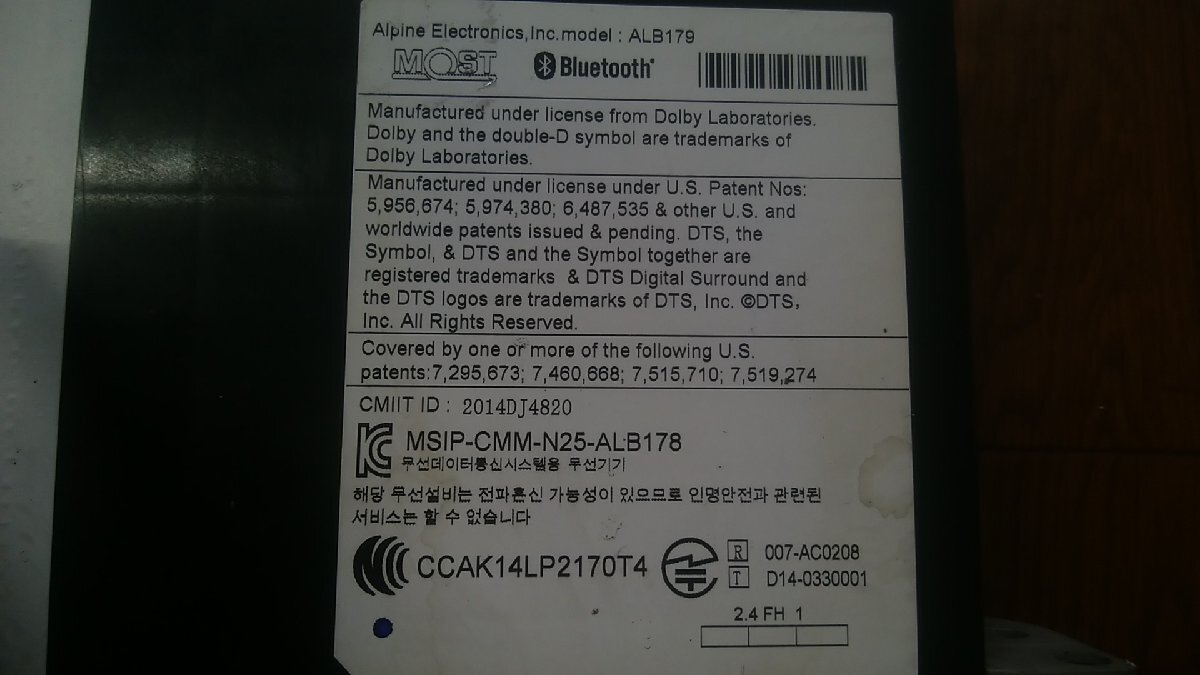 Alpine Electronics,Inc.model : ALB179
MOST Bluetooth
Manufactured under license from Dolby Laboratories.
Dolby and the double-D symbol are trademarks of
Dolby Laboratories.
Manufactured under license under U.S. Patent Nos:
5,956,674; 5,974,380; 6,487,535 & other U.S. and
worldwide patents issued & pending. DTS, the
Symbol, & DTS and the Symbol together are
registered trademarks & DTS Digital Surround and
the DTS logos are trademarks of DTS, Inc. ©DTS,
Inc. All Rights Reserved.
Covered by one or more of the following U.S.
patents:7,295,673; 7,460,668; 7,515,710; 7,519,274
CMIIT ID : 2014DJ4820
MSIP-CMM-N25-ALB178
무선데이터통신시스템용 무선기기
해당 무선설비는 전파혼신 가능성이 있으므로 인명안전과 관련된
서비스는 할 수 없습니다
CCAK14LP2170T4
R 007-AC0208
T D14-0330001
2.4 FH 1